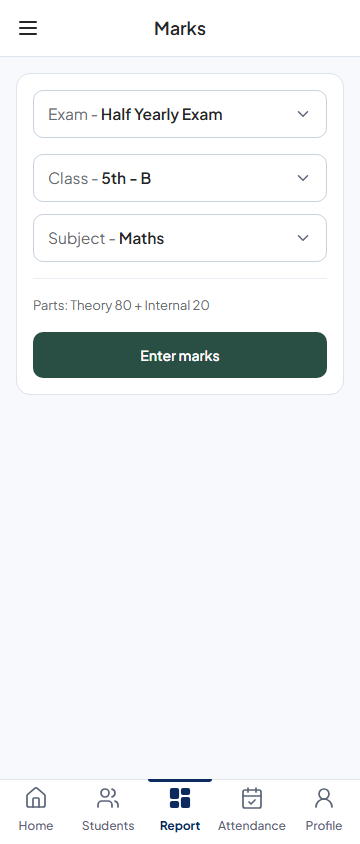 Marks
Exam - Half Yearly Exam
Class - 5th - B
Subject - Maths
Parts: Theory 80 + Internal 20
Enter marks
Home Students Report Attendance Profile